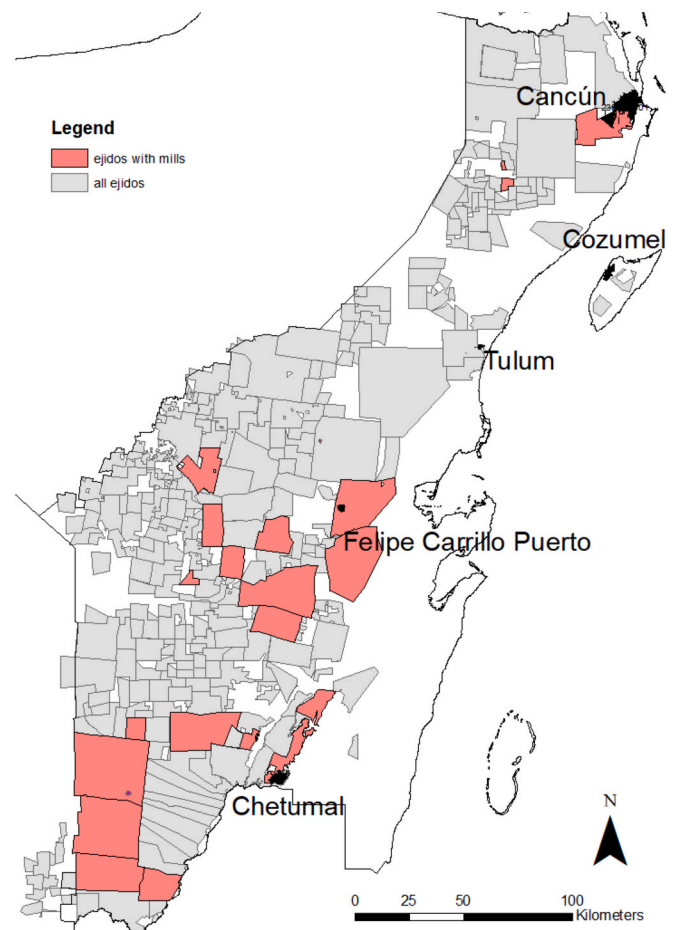 Cancún
Legend
ejidos with mills
all ejidos
Cozumel
Tulum
Felipe Carrillo Puerto
Chetumal
N
0 25 50 100
Kilometers